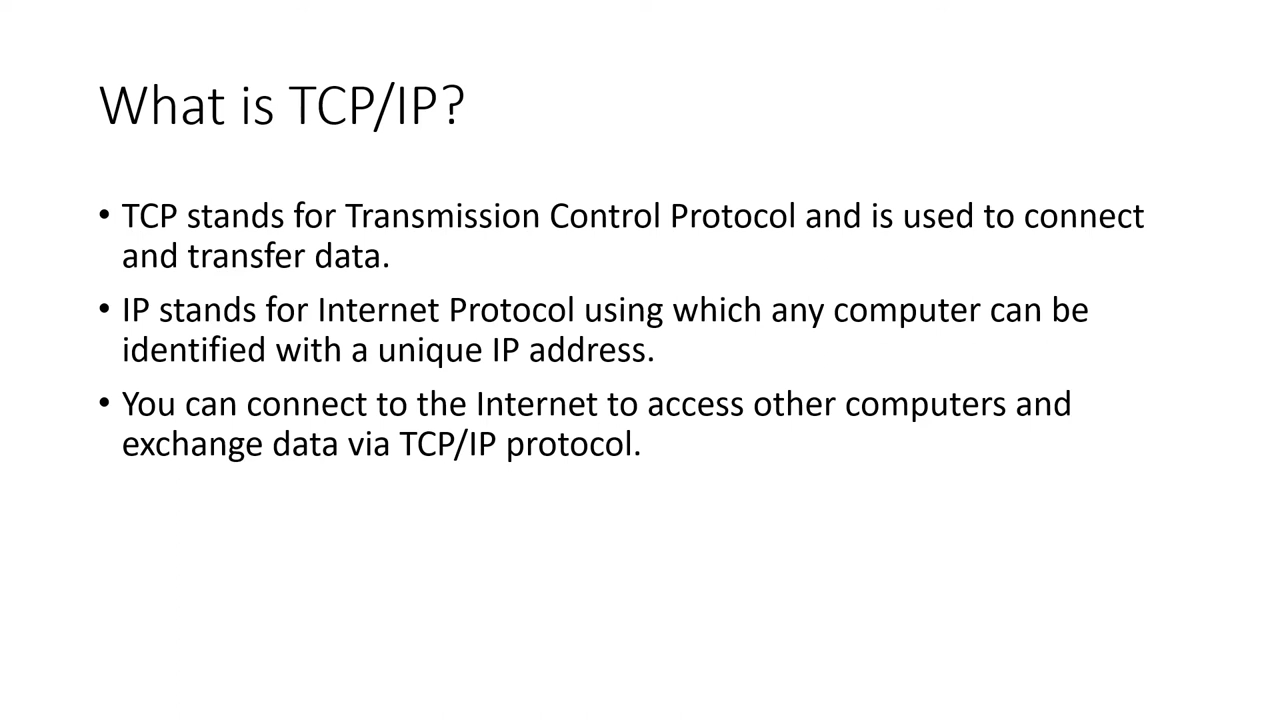 What is TCP/IP?
• TCP stands for Transmission Control Protocol and is used to connect
and transfer data.
• IP stands for Internet Protocol using which any computer can be
identified with a unique IP address.
• You can connect to the Internet to access other computers and
exchange data via TCP/IP protocol.